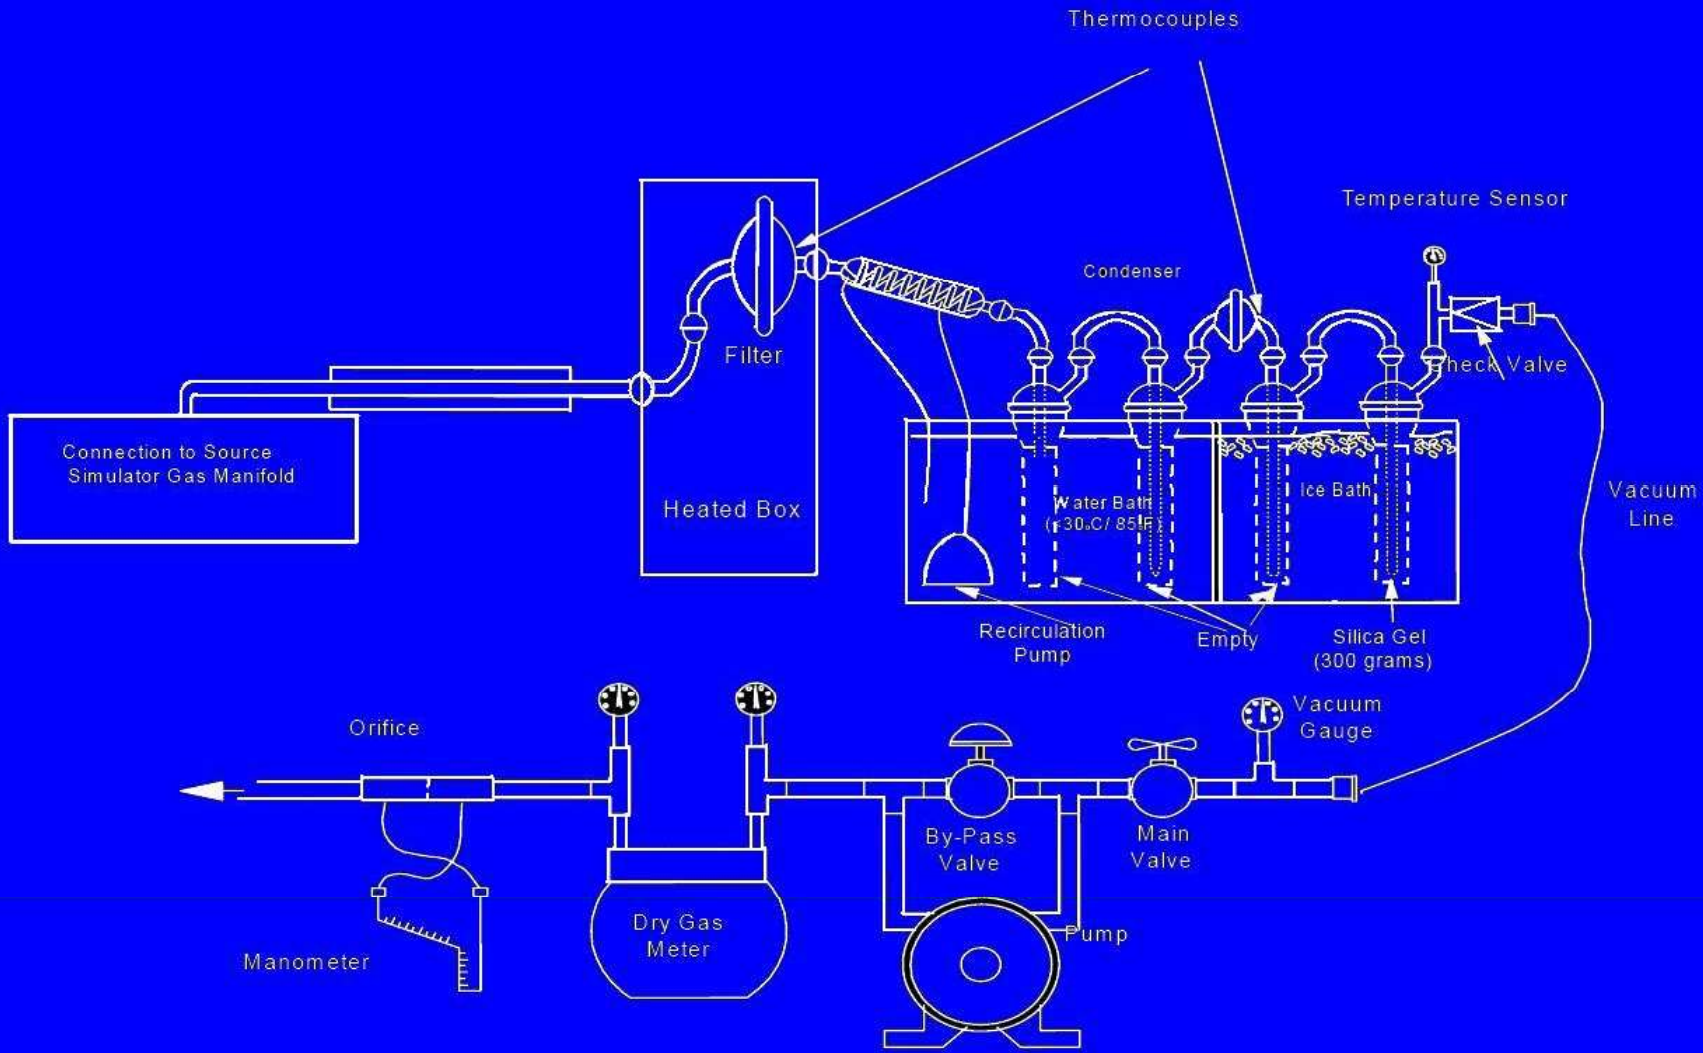 Thermocouples
Temperature Sensor
Condenser
Filter
Check Valve
Connection to Source
Simulator Gas Manifold
Heated Box
Water Bath
(<30oC/ 85oF)
Ice Bath
Vacuum
Line
Recirculation
Pump
Empty
Silica Gel
(300 grams)
Orifice
Vacuum
Gauge
By-Pass
Valve
Main
Valve
Dry Gas
Meter
Pump
Manometer